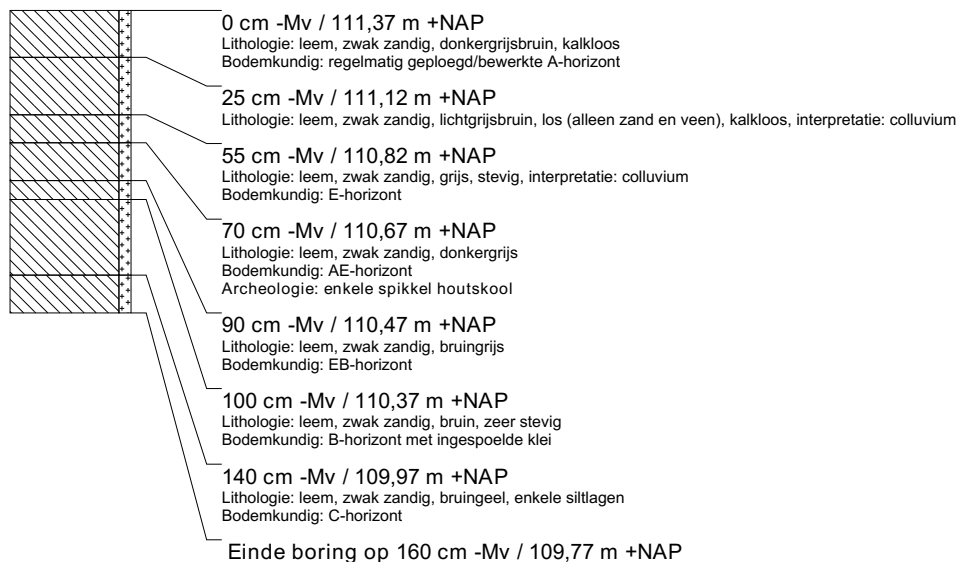 0 cm -Mv / 111,37 m +NAP
Lithologie: leem, zwak zandig, donkergrijsbruin, kalkloos
Bodemkundig: regelmatig geploegd/bewerkte A-horizont
25 cm -Mv / 111,12 m +NAP
Lithologie: leem, zwak zandig, lichtgrijsbruin, los (alleen zand en veen), kalkloos, interpretatie: colluvium
55 cm -Mv / 110,82 m +NAP
Lithologie: leem, zwak zandig, grijs, stevig, interpretatie: colluvium
Bodemkundig: E-horizont
70 cm -Mv / 110,67 m +NAP
Lithologie: leem, zwak zandig, donkergrijs
Bodemkundig: AE-horizont
Archeologie: enkele spikkel houtskool
90 cm -Mv / 110,47 m +NAP
Lithologie: leem, zwak zandig, bruingrijs
Bodemkundig: EB-horizont
100 cm -Mv / 110,37 m +NAP
Lithologie: leem, zwak zandig, bruin, zeer stevig
Bodemkundig: B-horizont met ingespoelde klei
140 cm -Mv / 109,97 m +NAP
Lithologie: leem, zwak zandig, bruingeel, enkele siltlagen
Bodemkundig: C-horizont
Einde boring op 160 cm -Mv / 109,77 m +NAP